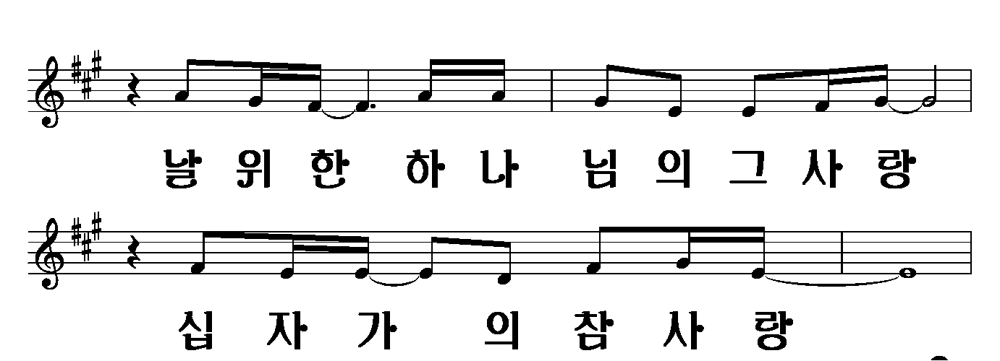 날 위 한 하 나 님 의 그 사 랑
십 자 가 의 참 사 랑